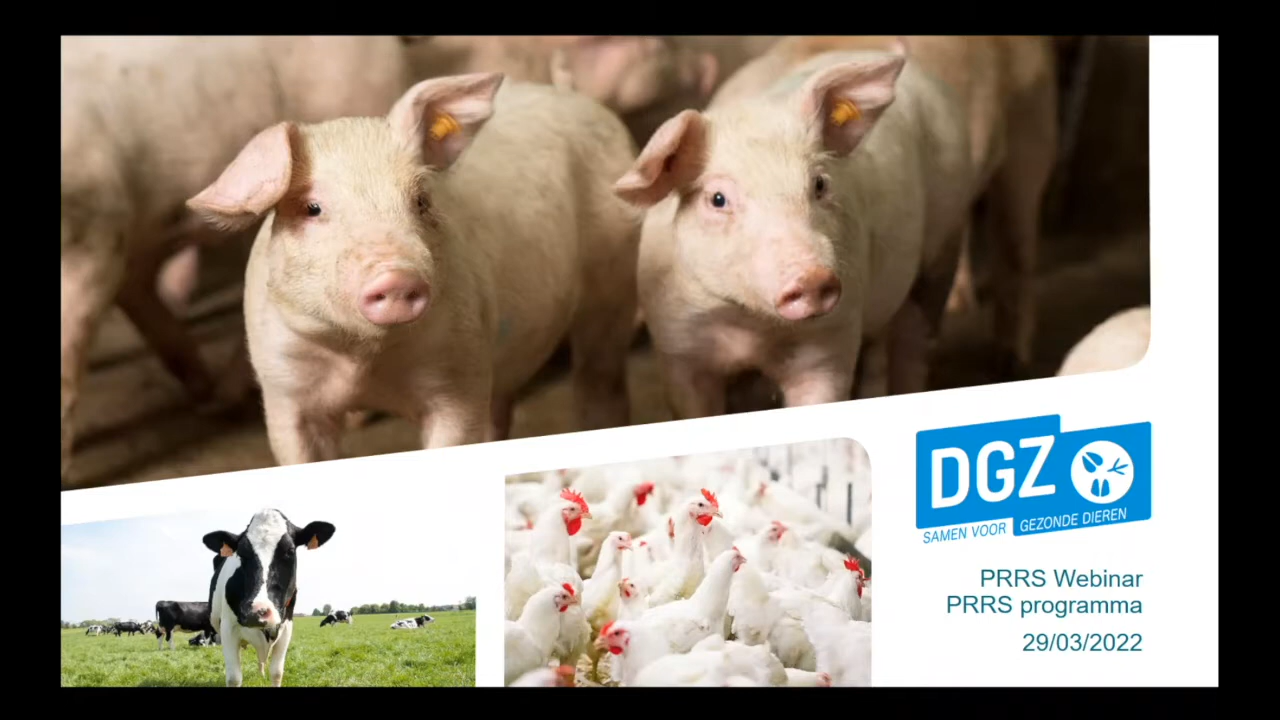 DGZ
SAMEN VOOR GEZONDE DIEREN
PRRS Webinar
PRRS programma
29/03/2022